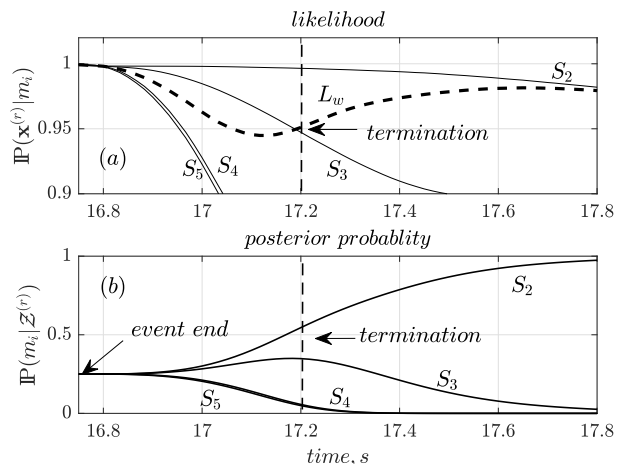 likelihood
1
0.95
0.9
ℙ(x^(r)|m_i)
S_2
L_w
termination
(a)
S_5
S_4
S_3
16.8
17
17.2
17.4
17.6
17.8
posterior probablity
1
0.5
0
ℙ(m_i|𝒵^(r))
(b)
S_2
event end
termination
S_5
S_4
S_3
16.8
17
17.2
17.4
17.6
17.8
time, s